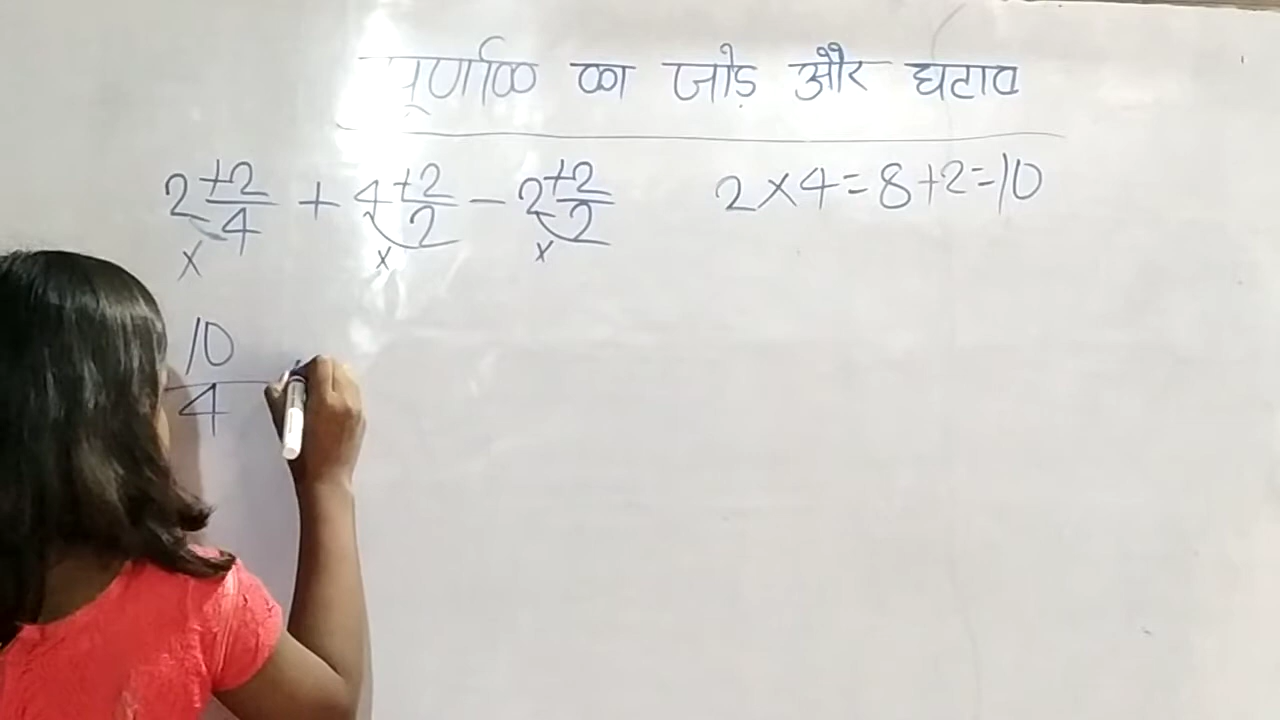 पूर्णांक का जोड़ और घटाव
2 +2/4 + 4 +2/2 - 2 +2/2 2×4=8+2=10
x x x
10/4